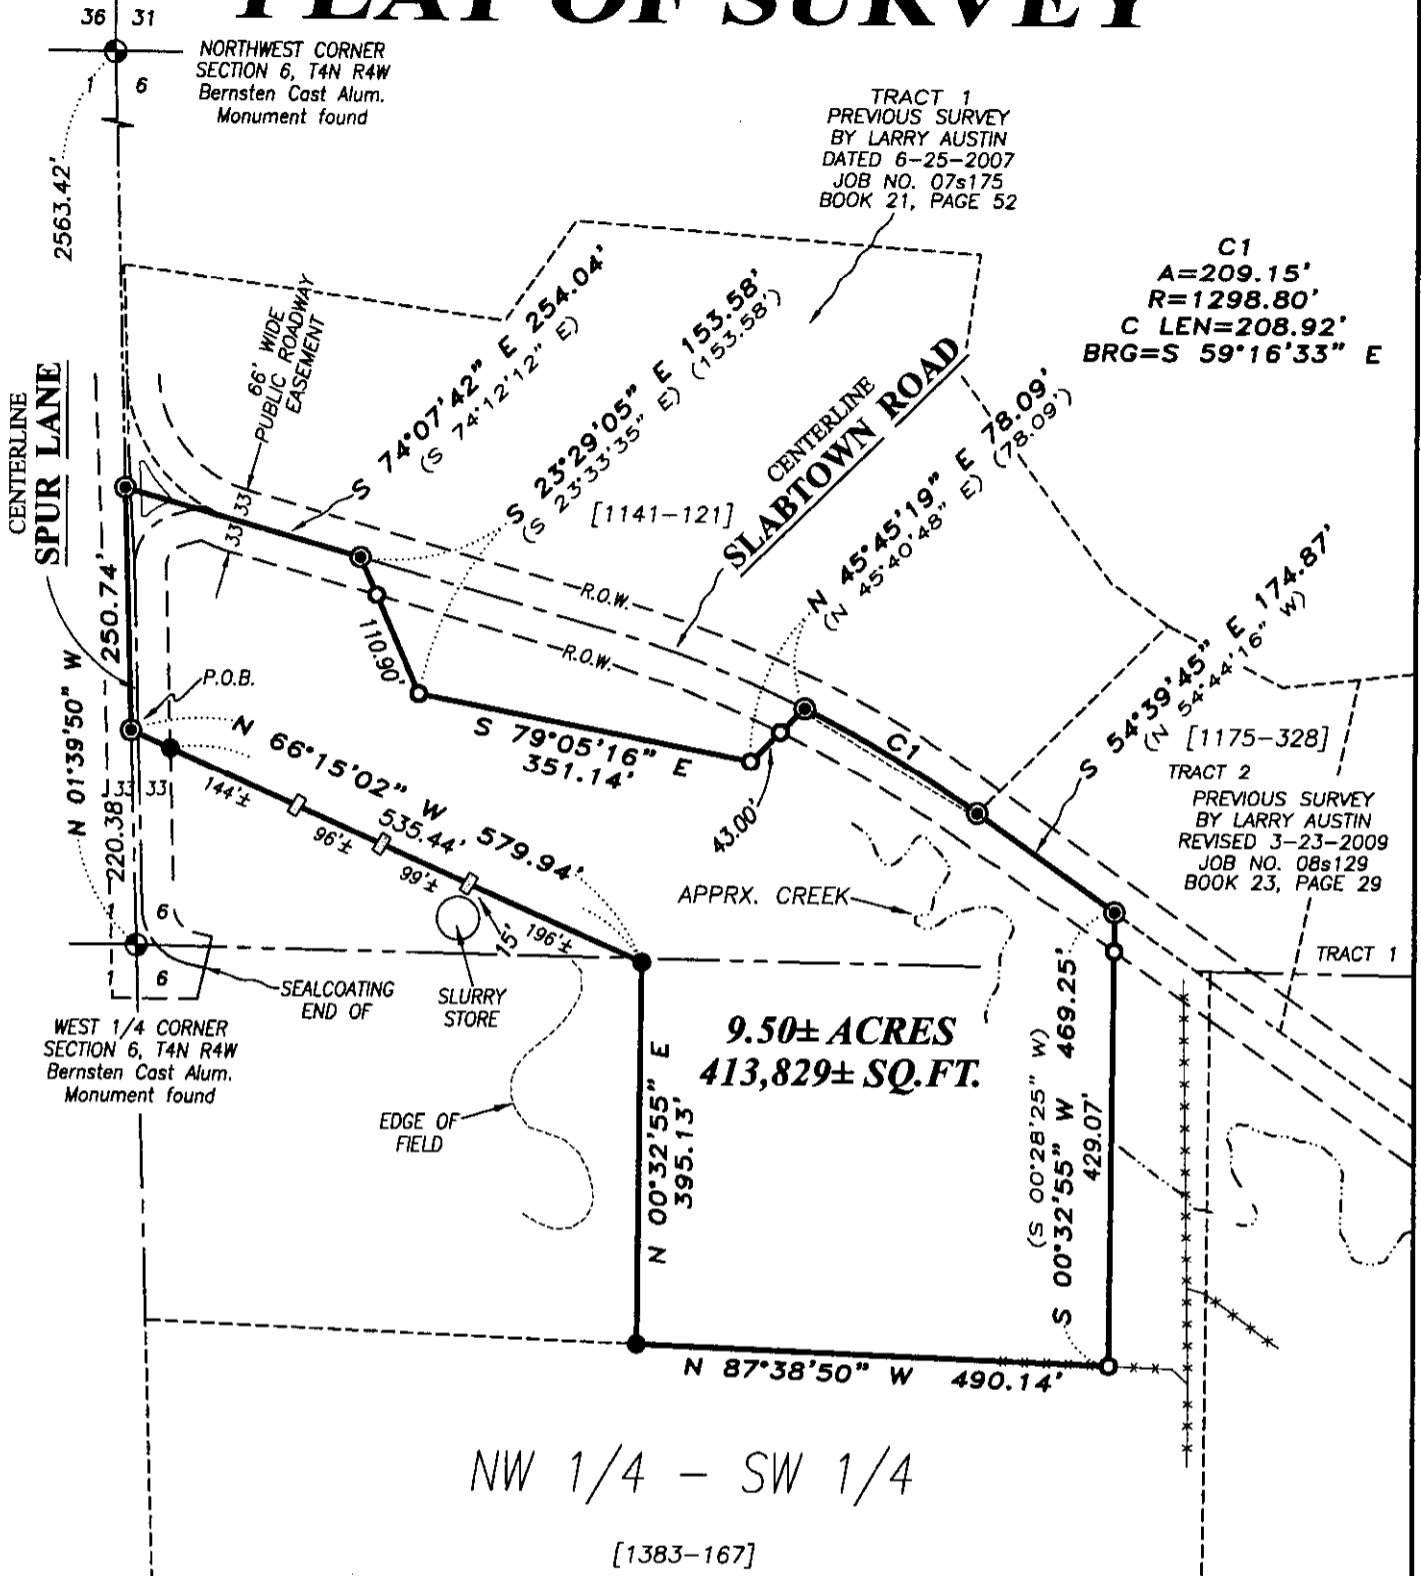 PLAT OF SURVEY
36 31
NORTHWEST CORNER
SECTION 6, T4N R4W
Bernsten Cast Alum.
Monument found
1 6
2563.42'
TRACT 1
PREVIOUS SURVEY
BY LARRY AUSTIN
DATED 6-25-2007
JOB NO. 07s175
BOOK 21, PAGE 52
C1
A=209.15'
R=1298.80'
C LEN=208.92'
BRG=S 59°16'33" E
66' WIDE
PUBLIC ROADWAY
EASEMENT
S 74°07'42" E 254.04'
(S 74°12'12" E)
S 23°29'05" E 153.58'
(S 23°33'35" E) (153.58')
CENTERLINE
SLABTOWN ROAD
N 45°45'19" E 78.09'
(N 45°40'48" E) (78.09')
CENTERLINE
SPUR LANE
[1141-121]
33 33
R.O.W.
R.O.W.
250.74'
110.90'
S 54°39'45" E 174.87'
(N 54°44'16" W)
P.O.B.
N 01°39'50" W
S 79°05'16" E
351.14'
C1
[1175-328]
TRACT 2
PREVIOUS SURVEY
BY LARRY AUSTIN
REVISED 3-23-2009
JOB NO. 08s129
BOOK 23, PAGE 29
N 66°15'02" W 579.94'
535.44'
33 33
144'±
96'±
99'±
196'±
15'
43.00'
220.38'
APPRX. CREEK
1 6
1 6
TRACT 1
SEALCOATING
END OF
SLURRY
STORE
WEST 1/4 CORNER
SECTION 6, T4N R4W
Bernsten Cast Alum.
Monument found
9.50± ACRES
413,829± SQ.FT.
EDGE OF
FIELD
N 00°32'55" E
395.13'
(S 00°28'25" W)
S 00°32'55" W 469.25'
429.07'
N 87°38'50" W 490.14'
NW 1/4 - SW 1/4
[1383-167]